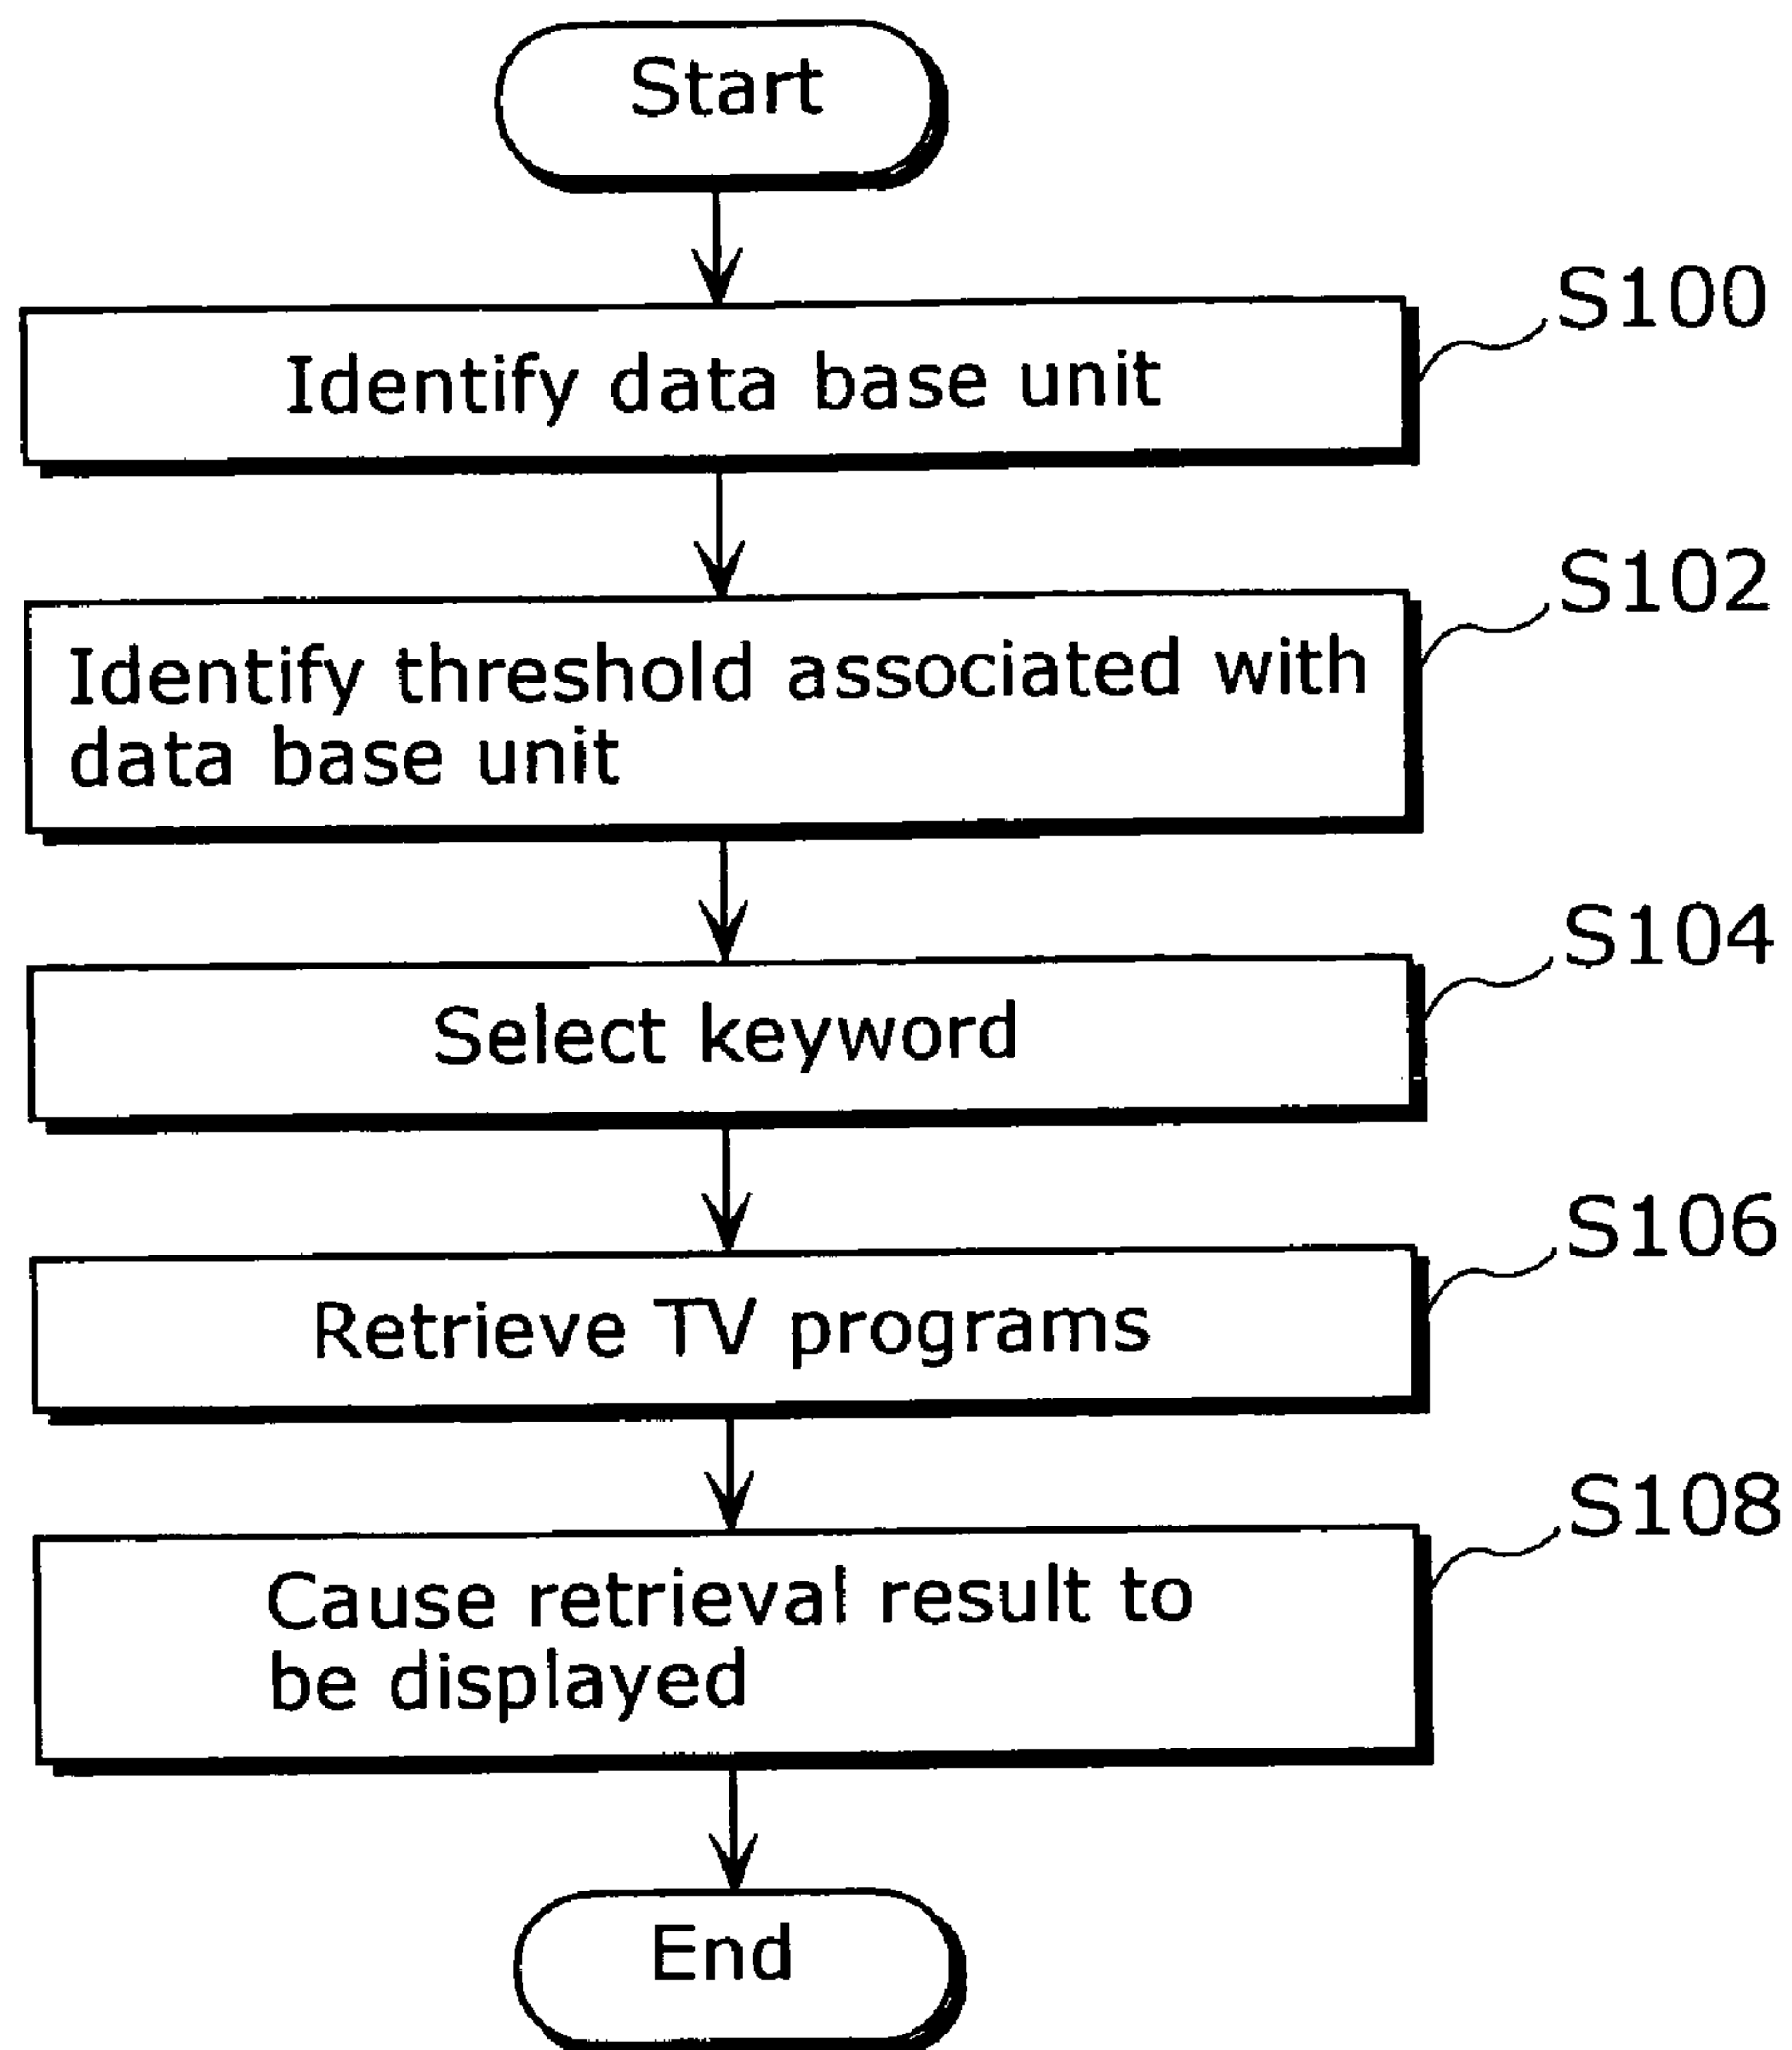 Start
S100
Identify data base unit
S102
Identify threshold associated with
data base unit
S104
Select keyword
S106
Retrieve TV programs
S108
Cause retrieval result to
be displayed
End